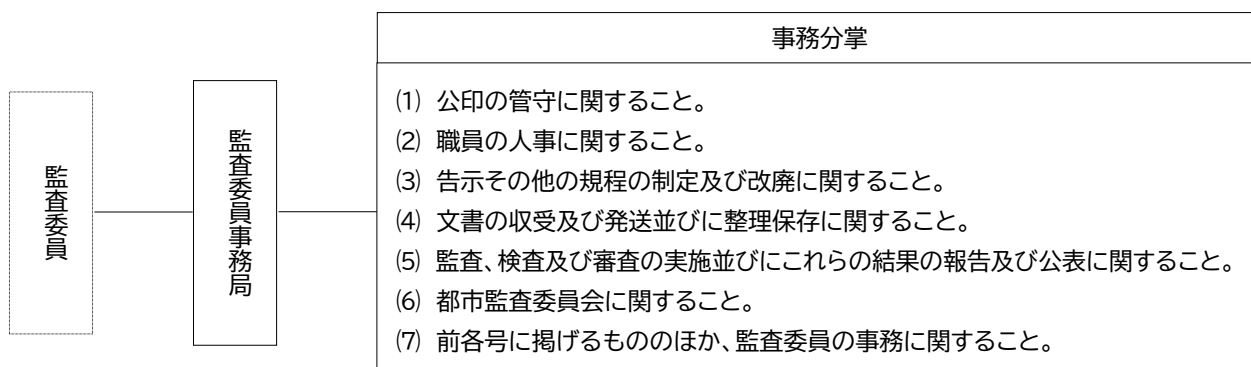 監査委員
監査委員事務局
事務分掌
(1) 公印の管守に関すること。
(2) 職員の人事に関すること。
(3) 告示その他の規程の制定及び改廃に関すること。
(4) 文書の収受及び発送並びに整理保存に関すること。
(5) 監査、検査及び審査の実施並びにこれらの結果の報告及び公表に関すること。
(6) 都市監査委員会に関すること。
(7) 前各号に掲げるもののほか、監査委員の事務に関すること。